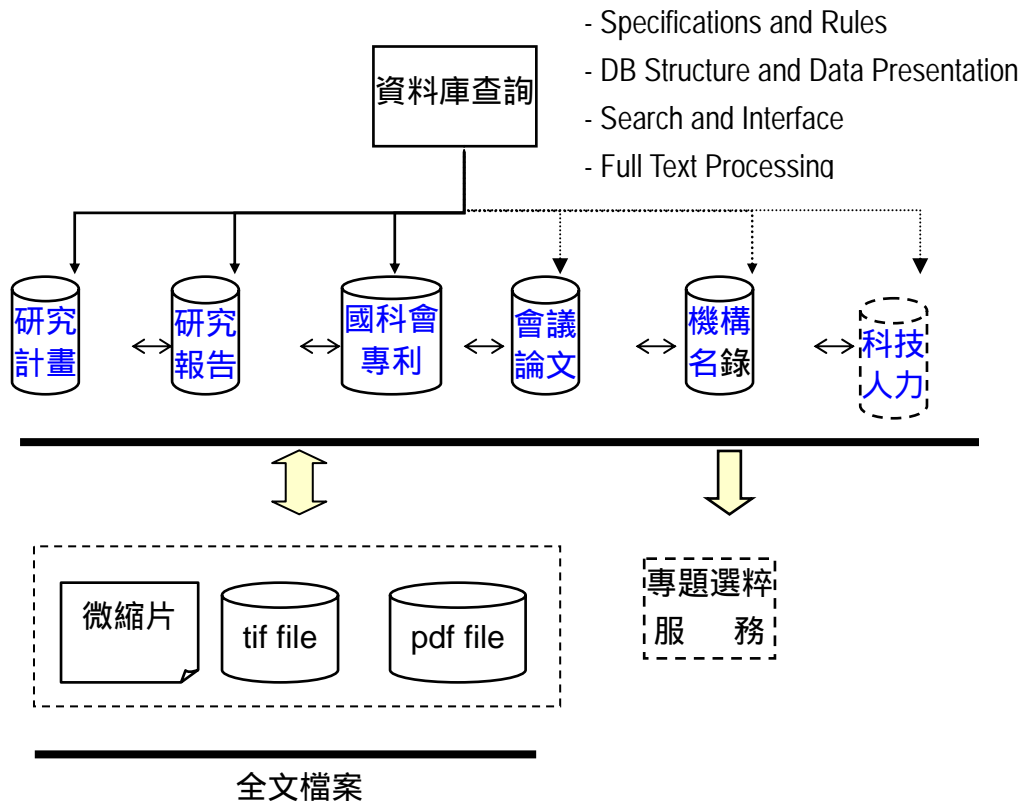 - Specifications and Rules
- DB Structure and Data Presentation
- Search and Interface
- Full Text Processing
資料庫查詢
研究
計畫
研究
報告
國科會
專利
會議
論文
機構
名錄
科技
人力
微縮片
tif file
pdf file
專題選粹
服 務
全文檔案